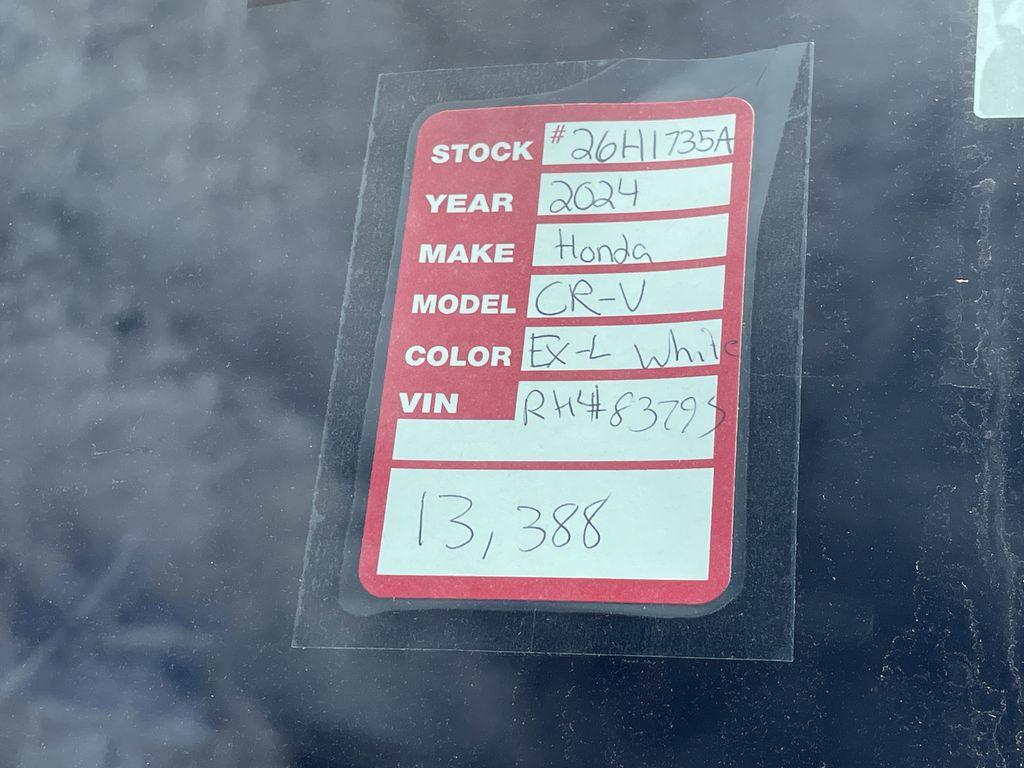 STOCK #26H1735A
YEAR 2024
MAKE Honda
MODEL CR-V
COLOR EX-L White
VIN RH4#83795
13,388